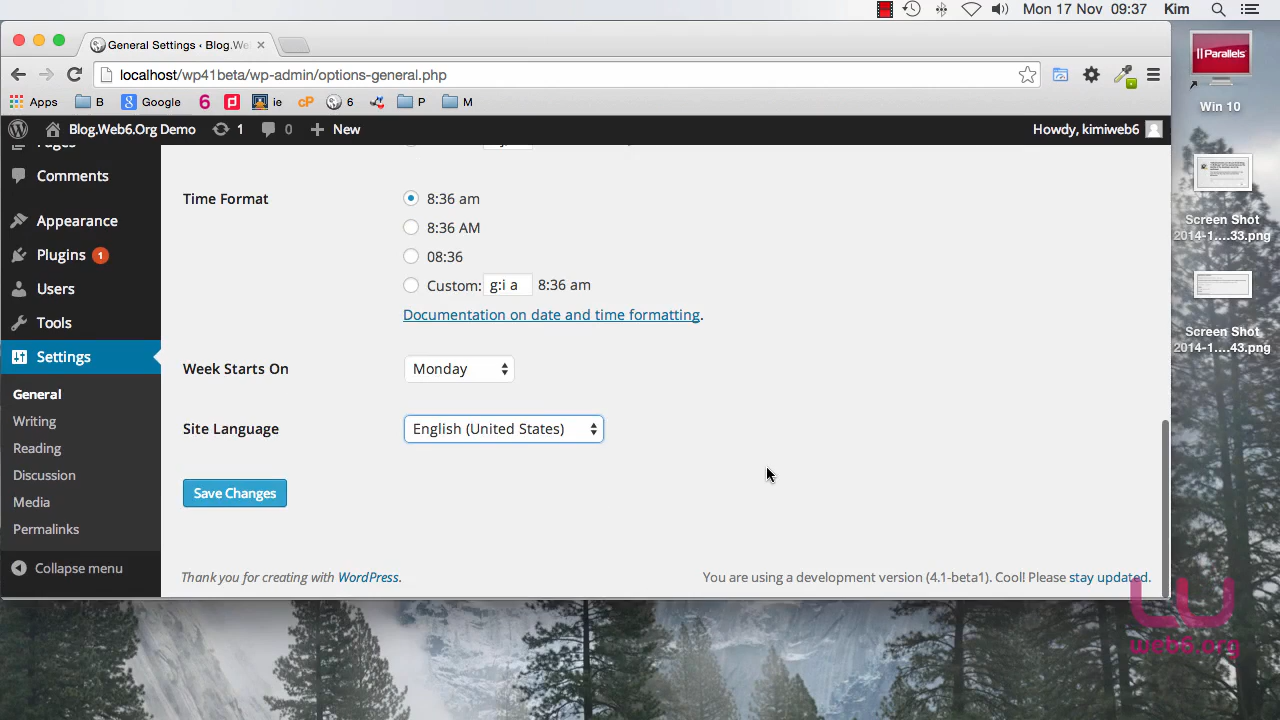 Mon 17 Nov 09:37 Kim
General Settings ‹ Blog.We
localhost/wp41beta/wp-admin/options-general.php
Apps B Google 6 ie cP 6 P M
Blog.Web6.Org Demo 1 0 New Howdy, kimiweb6
Parallels
Win 10
Comments
Appearance
Plugins 1
Users
Tools
Settings
General
Writing
Reading
Discussion
Media
Permalinks
Collapse menu
Time Format
8:36 am
8:36 AM
08:36
Custom: g:i a 8:36 am
Documentation on date and time formatting.
Week Starts On Monday
Site Language English (United States)
Save Changes
Thank you for creating with WordPress.
You are using a development version (4.1-beta1). Cool! Please stay updated.
Screen Shot
2014-1....33.png
Screen Shot
2014-1....43.png
web6.org